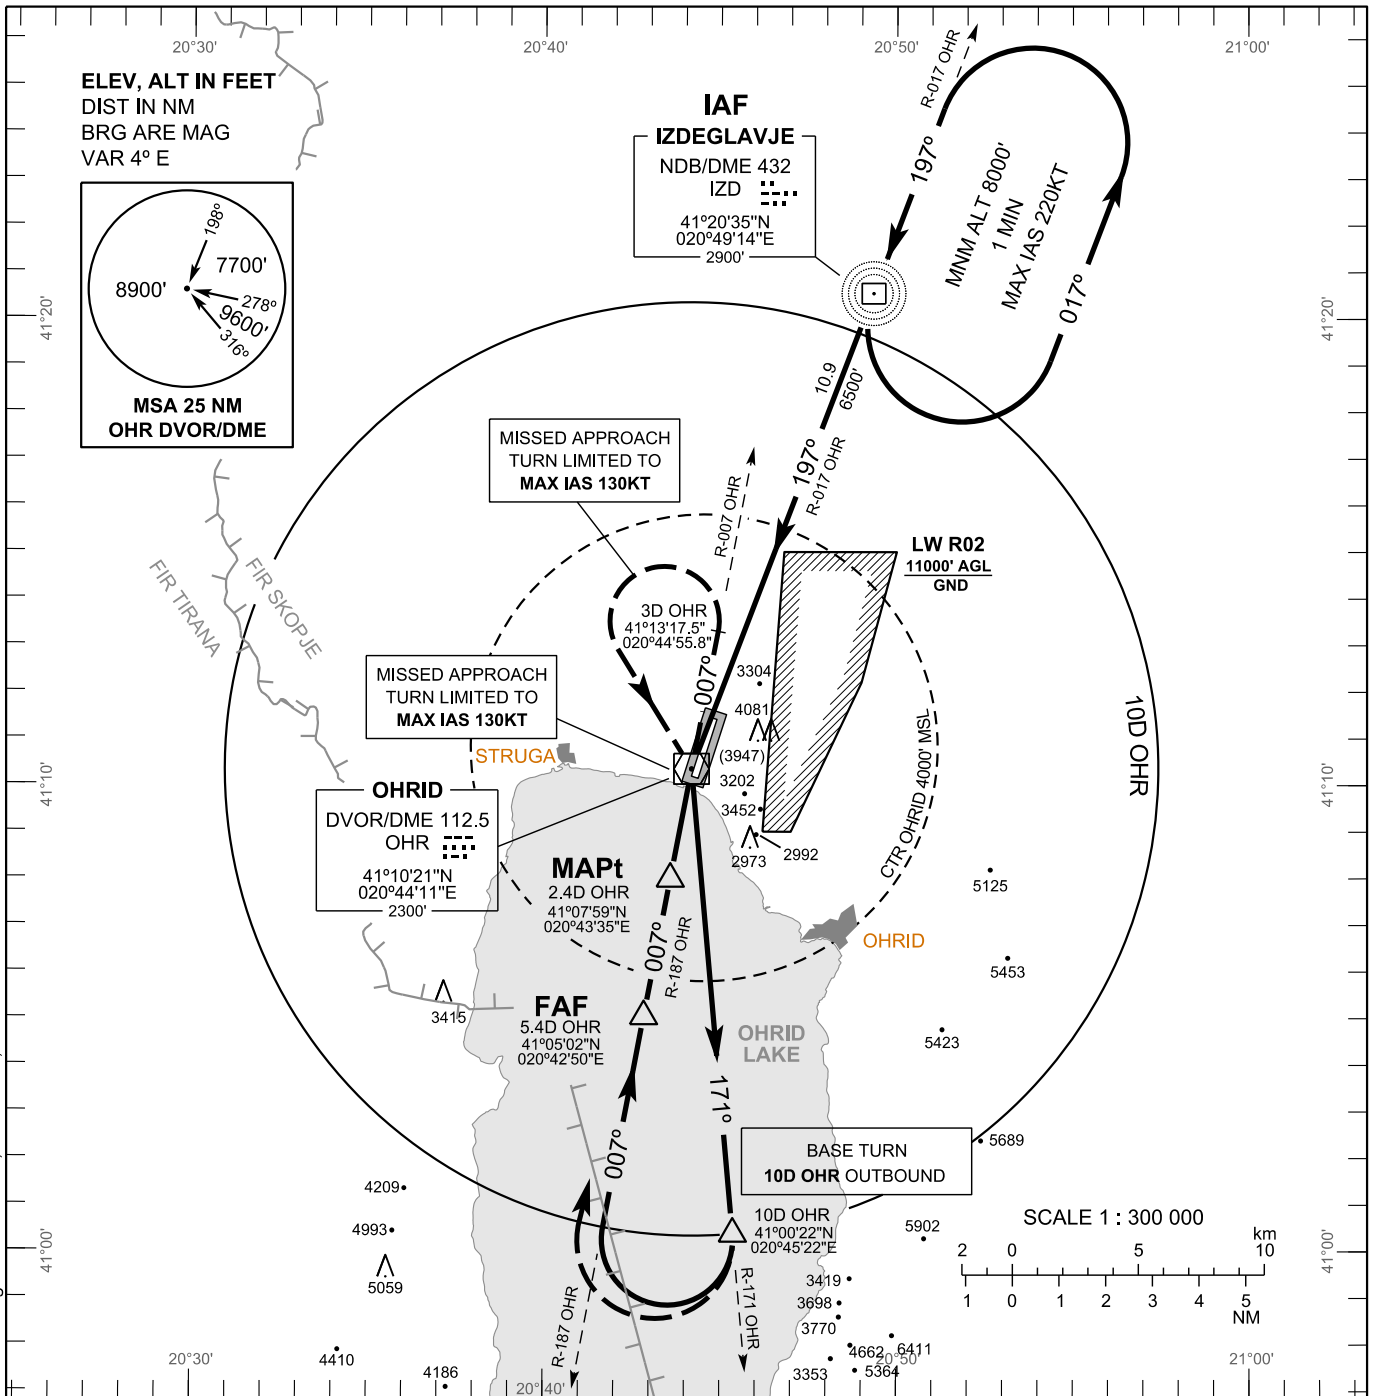 20°30'
20°40'
20°50'
21°00'
ELEV, ALT IN FEET
DIST IN NM
BRG ARE MAG
VAR 4° E
198°
7700'
8900'
278°
9600'
316°
MSA 25 NM
OHR DVOR/DME
IAF
IZDEGLAVJE
NDB/DME 432
IZD
41°20'35"N
020°49'14"E
2900'
R-017 OHR
197°
MNM ALT 8000'
1 MIN
MAX IAS 220KT
017°
41°20'
41°20'
10.9
6500'
197°
R-017 OHR
MISSED APPROACH
TURN LIMITED TO
MAX IAS 130KT
R-007 OHR
LW R02
11000' AGL
GND
FIR TIRANA
FIR SKOPJE
3D OHR
41°13'17.5"
020°44'55.8"
007°
MISSED APPROACH
TURN LIMITED TO
MAX IAS 130KT
3304
4081
(3947)
3202
3452
2973
2992
STRUGA
10D OHR
CTR OHRID 4000' MSL
41°10'
41°10'
OHRID
DVOR/DME 112.5
OHR
41°10'21"N
020°44'11"E
2300'
MAPt
2.4D OHR
41°07'59"N
020°43'35"E
007°
R-187 OHR
5125
OHRID
5453
3415
FAF
5.4D OHR
41°05'02"N
020°42'50"E
OHRID
LAKE
5423
171°
007°
BASE TURN
10D OHR OUTBOUND
5689
4209
4993
5059
10D OHR
41°00'22"N
020°45'22"E
5902
SCALE 1 : 300 000
km
2 0 5 10
1 0 1 2 3 4 5
NM
41°00'
41°00'
3419
3698
3770
R-187 OHR
R-171 OHR
6411
4662
5364
3353
4410
4186
20°30'
20°40'
20°50'
21°00'